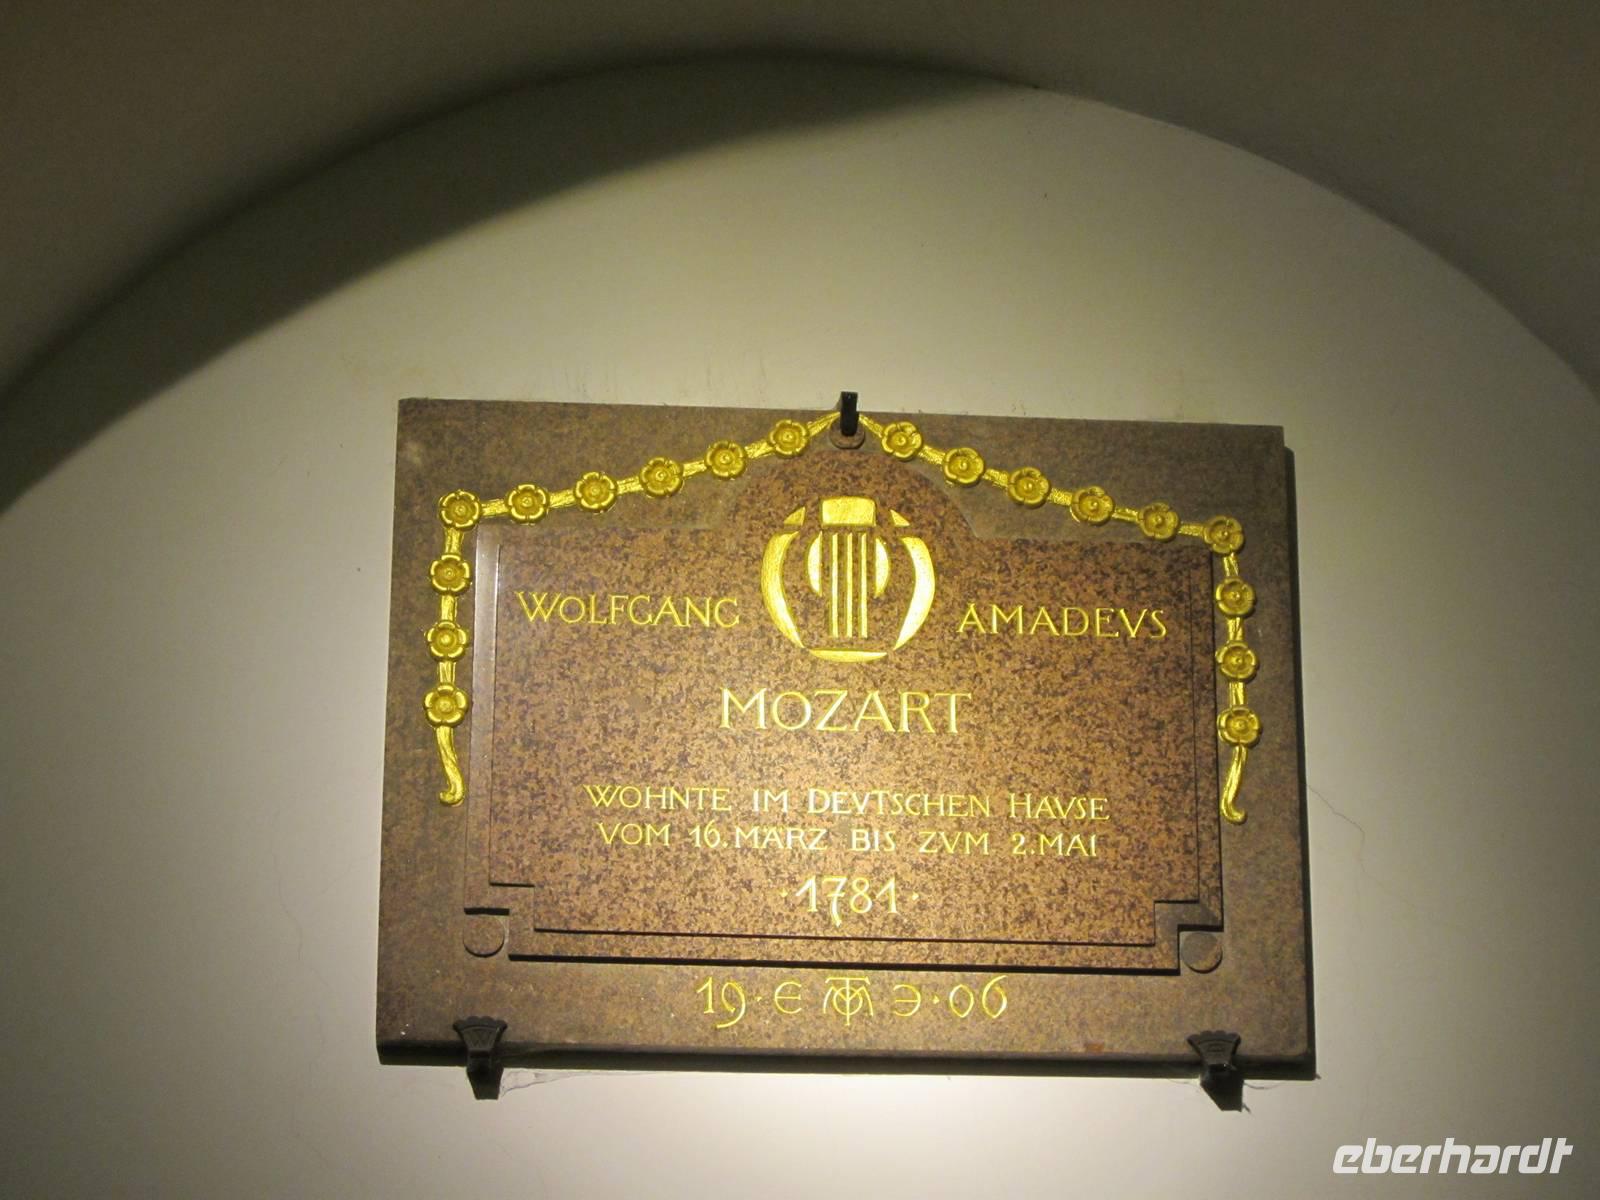 WOLFGANG AMADEVS
MOZART
WOHNTE IM DEVTSCHEN HAVSE
VOM 16. MÄRZ BIS ZVM 2. MAI
·1781·
19·E Э·06
eberhardt